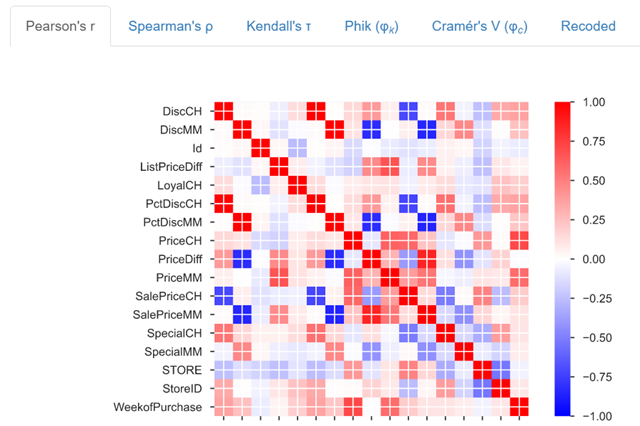 Pearson's r Spearman's ρ Kendall's τ Phik (φk) Cramér's V (φc) Recoded
DiscCH
DiscMM
Id
ListPriceDiff
LoyalCH
PctDiscCH
PctDiscMM
PriceCH
PriceDiff
PriceMM
SalePriceCH
SalePriceMM
SpecialCH
SpecialMM
STORE
StoreID
WeekofPurchase
1.00
0.75
0.50
0.25
0.00
−0.25
−0.50
−0.75
−1.00